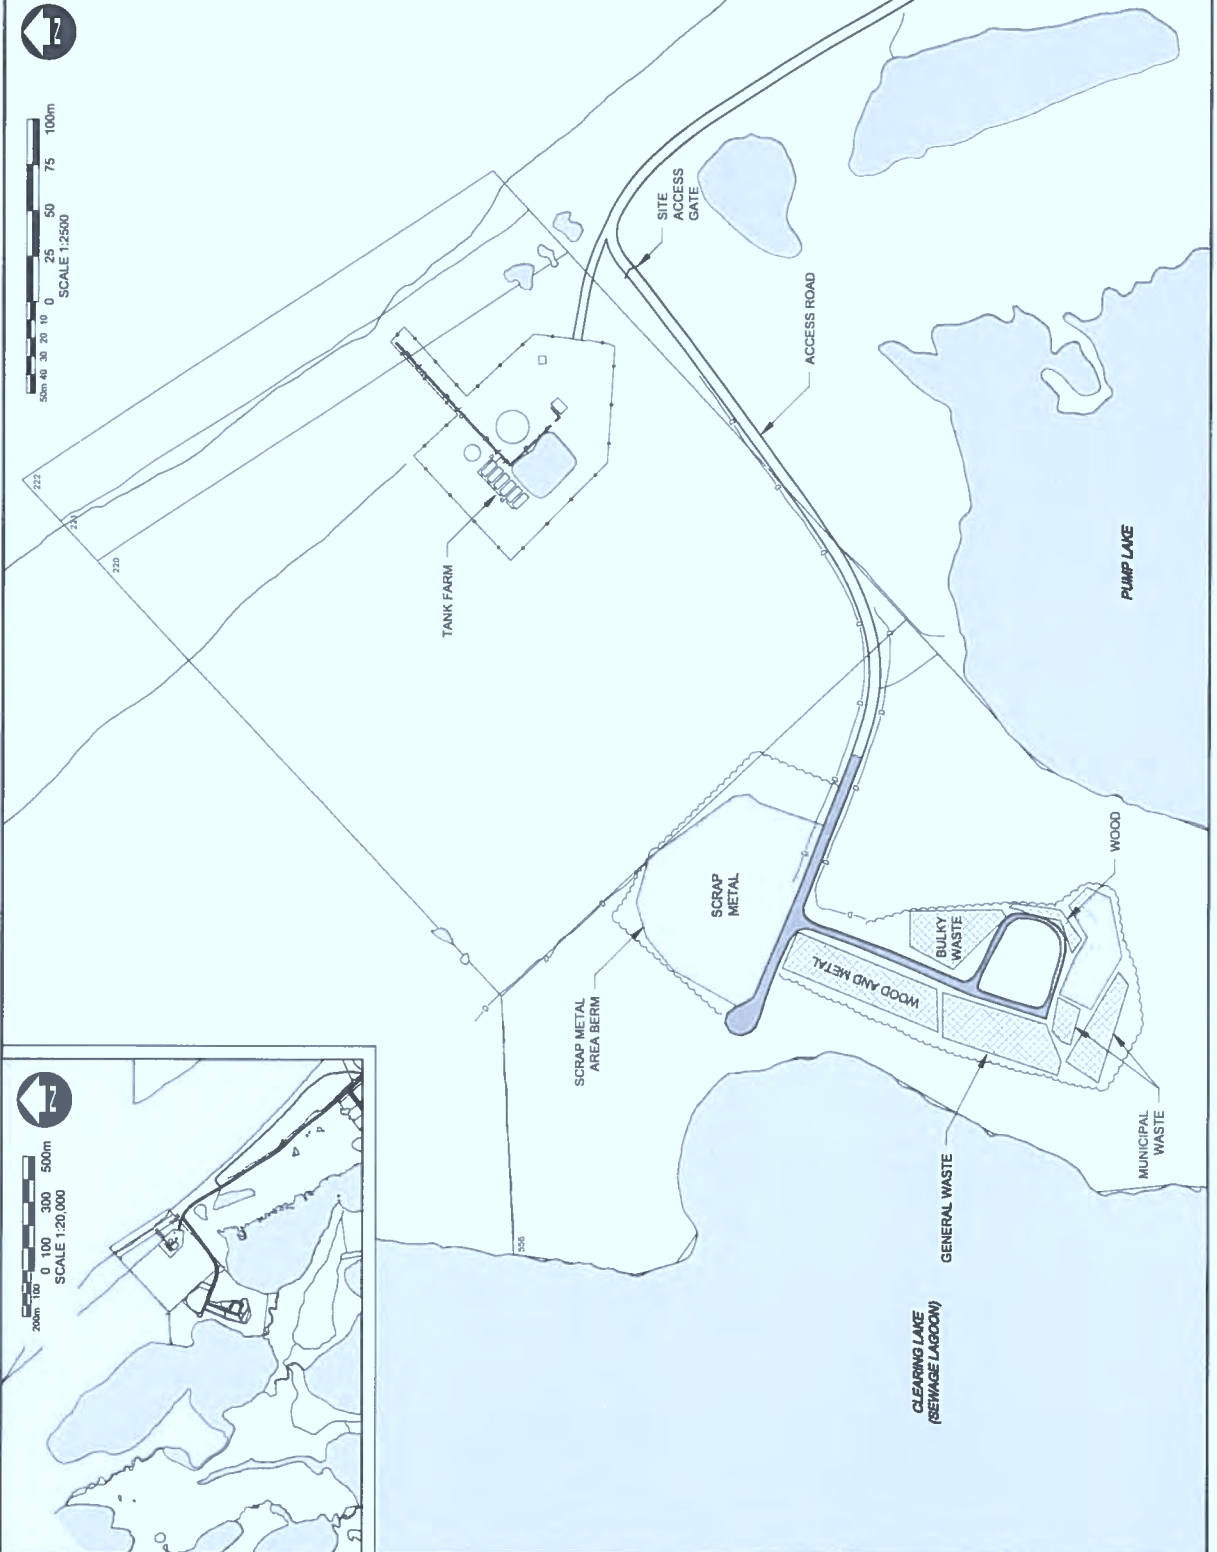 N
50m 40 30 20 10 0 25 50 75 100m
SCALE 1:2500
222
221
220
TANK FARM
SITE
ACCESS
GATE
ACCESS ROAD
PUMP LAKE
SCRAP
METAL
SCRAP METAL
AREA BERM
BULKY
WASTE
WOOD
WOOD AND METAL
GENERAL WASTE
MUNICIPAL
WASTE
556
CLEARING LAKE
(SEWAGE LAGOON)
N
200m 100 0 100 300 500m
SCALE 1:20,000